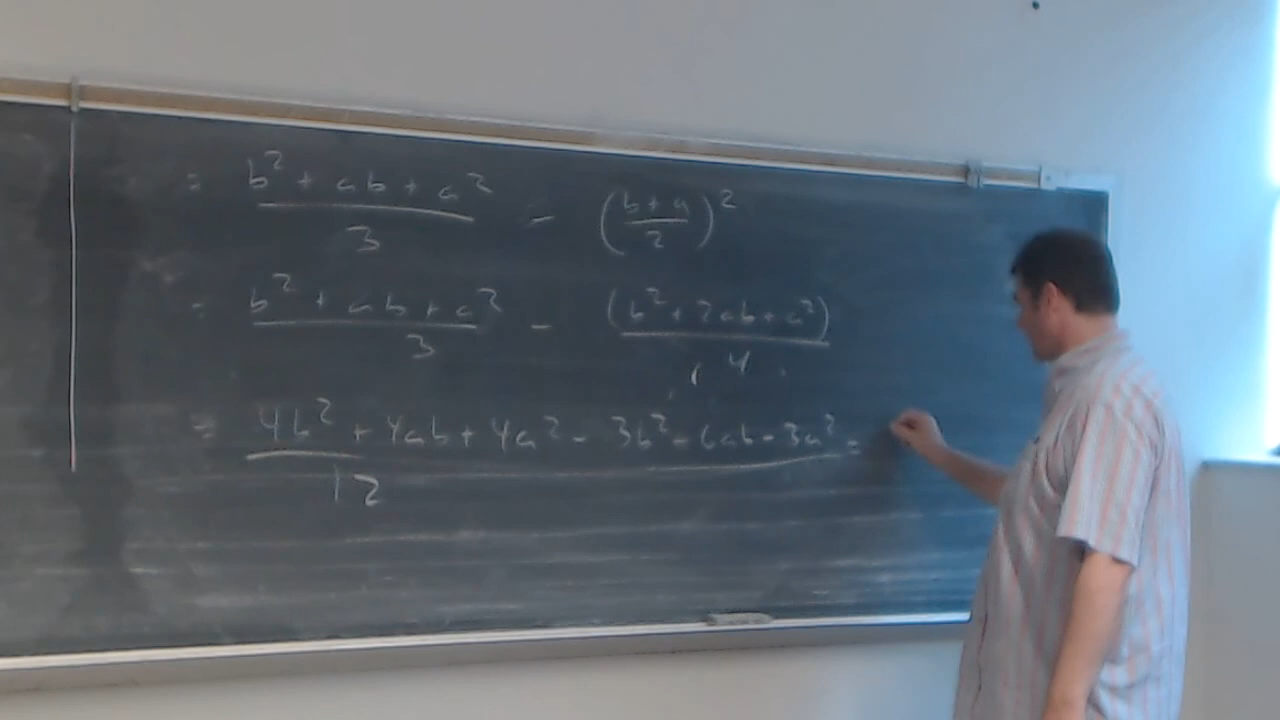 = b² + ab + a² / 3 - (b + a / 2)²
= b² + ab + a² / 3 - (b² + 2ab + a²) / 4
= 4b² + 4ab + 4a² - 3b² - 6ab - 3a² / 12 =